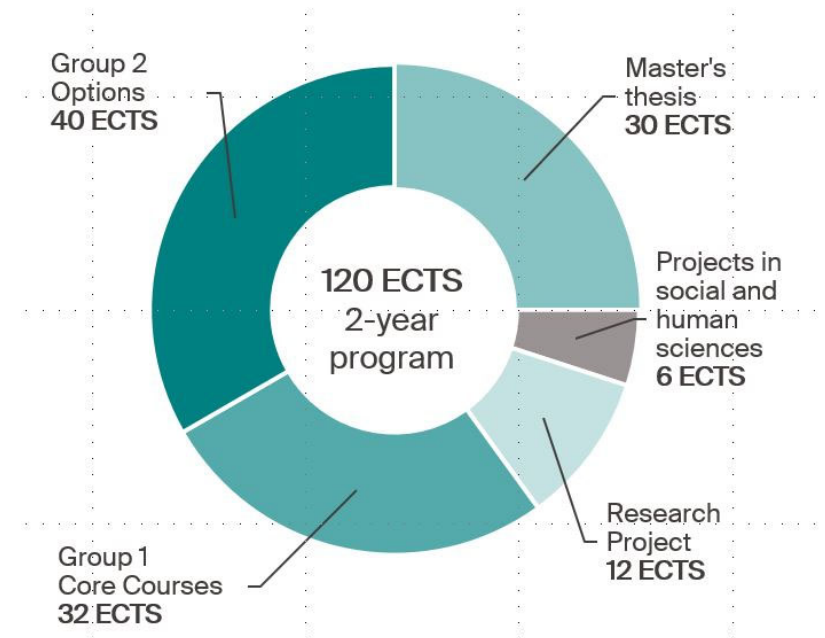 Group 2
Options
40 ECTS
Master's
thesis
30 ECTS
120 ECTS
2-year
program
Projects in
social and
human
sciences
6 ECTS
Research
Project
12 ECTS
Group 1
Core Courses
32 ECTS